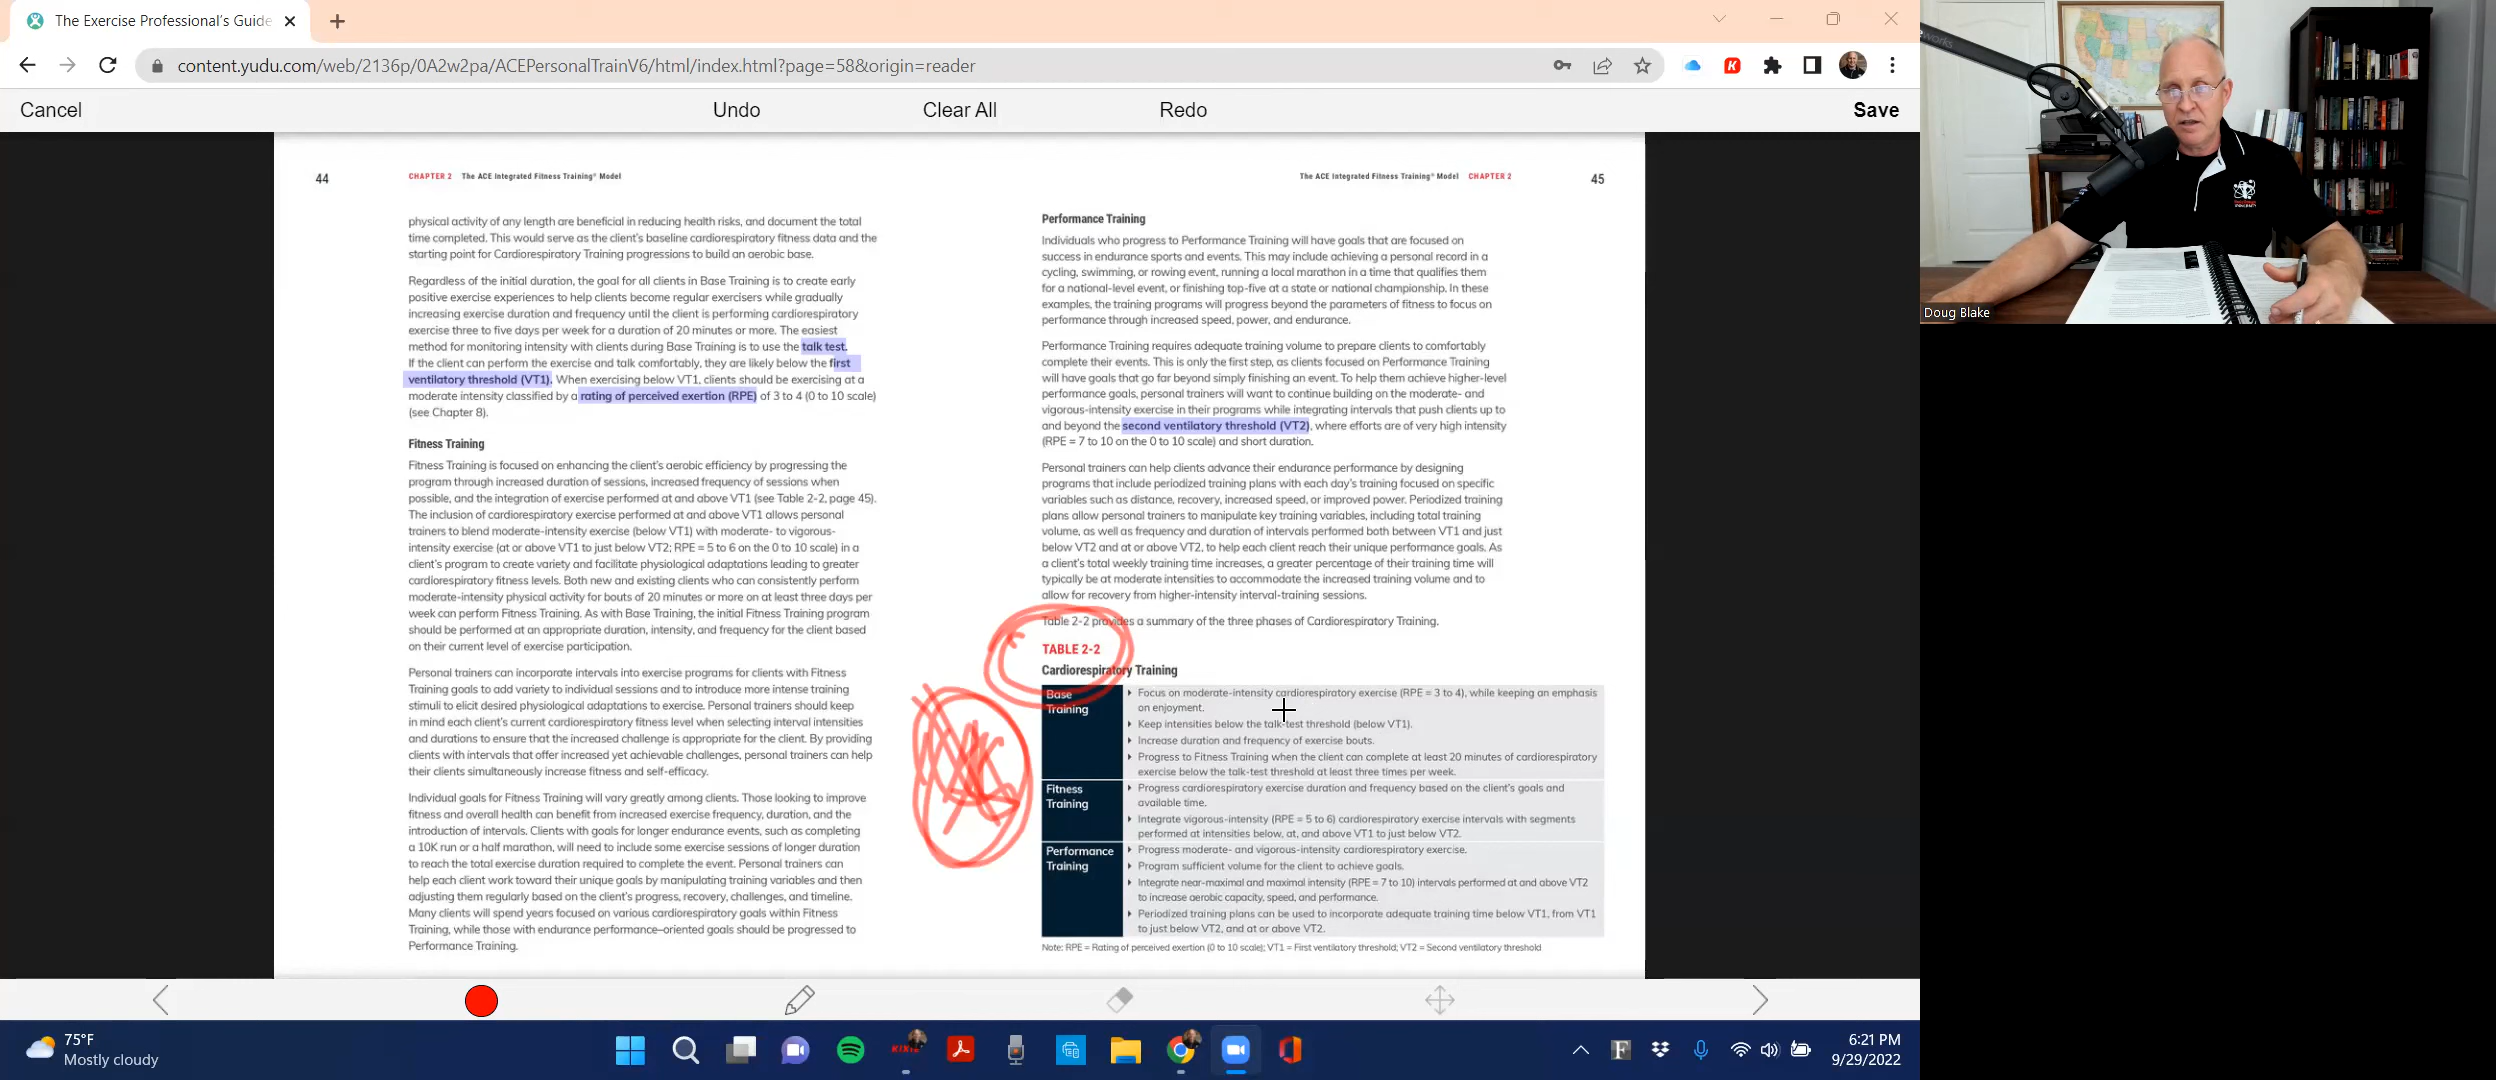 The Exercise Professional's Guide
content.yudu.com/web/2136p/0A2w2pa/ACEPersonalTrainV6/html/index.html?page=58&origin=reader
Cancel
Undo
Clear All
Redo
Save
44
CHAPTER 2 The ACE Integrated Fitness Training® Model
physical activity of any length are beneficial in reducing health risks, and document the total
time completed. This would serve as the client's baseline cardiorespiratory fitness data and the
starting point for Cardiorespiratory Training progressions to build an aerobic base.
Regardless of the initial duration, the goal for all clients in Base Training is to create early
positive exercise experiences to help clients become regular exercisers while gradually
increasing exercise duration and frequency until the client is performing cardiorespiratory
exercise three to five days per week for a duration of 20 minutes or more. The easiest
method for monitoring intensity with clients during Base Training is to use the talk test.
If the client can perform the exercise and talk comfortably, they are likely below the first
ventilatory threshold (VT1). When exercising below VT1, clients should be exercising at a
moderate intensity classified by a rating of perceived exertion (RPE) of 3 to 4 (0 to 10 scale)
(see Chapter 8).
Fitness Training
Fitness Training is focused on enhancing the client's aerobic efficiency by progressing the
program through increased duration of sessions, increased frequency of sessions when
possible, and the integration of exercise performed at and above VT1 (see Table 2-2, page 45).
The inclusion of cardiorespiratory exercise performed at and above VT1 allows personal
trainers to blend moderate-intensity exercise (below VT1) with moderate- to vigorous-
intensity exercise (at or above VT1 to just below VT2; RPE = 5 to 6 on the 0 to 10 scale) in a
client's program to create variety and facilitate physiological adaptations leading to greater
cardiorespiratory fitness levels. Both new and existing clients who can consistently perform
moderate-intensity physical activity for bouts of 20 minutes or more on at least three days per
week can perform Fitness Training. As with Base Training, the initial Fitness Training program
should be performed at an appropriate duration, intensity, and frequency for the client based
on their current level of exercise participation.
Personal trainers can incorporate intervals into exercise programs for clients with Fitness
Training goals to add variety to individual sessions and to introduce more intense training
stimuli to elicit desired physiological adaptations to exercise. Personal trainers should keep
in mind each client's current cardiorespiratory fitness level when selecting interval intensities
and durations to ensure that the increased challenge is appropriate for the client. By providing
clients with intervals that offer increased yet achievable challenges, personal trainers can help
their clients simultaneously increase fitness and self-efficacy.
Individual goals for Fitness Training will vary greatly among clients. Those looking to improve
fitness and overall health can benefit from increased exercise frequency, duration, and the
introduction of intervals. Clients with goals for longer endurance events, such as completing
a 10K run or a half marathon, will need to include some exercise sessions of longer duration
to reach the total exercise duration required to complete the event. Personal trainers can
help each client work toward their unique goals by manipulating training variables and then
adjusting them regularly based on the client's progress, recovery, challenges, and timeline.
Many clients will spend years focused on various cardiorespiratory goals within Fitness
Training, while those with endurance performance–oriented goals should be progressed to
Performance Training.
The ACE Integrated Fitness Training® Model CHAPTER 2
45
Performance Training
Individuals who progress to Performance Training will have goals that are focused on
success in endurance sports and events. This may include achieving a personal record in a
cycling, swimming, or rowing event, running a local marathon in a time that qualifies them
for a national-level event, or finishing top-five at a state or national championship. In these
examples, the training programs will progress beyond the parameters of fitness to focus on
performance through increased speed, power, and endurance.
Performance Training requires adequate training volume to prepare clients to comfortably
complete their events. This is only the first step, as clients focused on Performance Training
will have goals that go far beyond simply finishing an event. To help them achieve higher-level
performance goals, personal trainers will want to continue building on the moderate- and
vigorous-intensity exercise in their programs while integrating intervals that push clients up to
and beyond the second ventilatory threshold (VT2), where efforts are of very high intensity
(RPE = 7 to 10 on the 0 to 10 scale) and short duration.
Personal trainers can help clients advance their endurance performance by designing
programs that include periodized training plans with each day's training focused on specific
variables such as distance, recovery, increased speed, or improved power. Periodized training
plans allow personal trainers to manipulate key training variables, including total training
volume, as well as frequency and duration of intervals performed both between VT1 and just
below VT2 and at or above VT2, to help each client reach their unique performance goals. As
a client's total weekly training time increases, a greater percentage of their training time will
typically be at moderate intensities to accommodate the increased training volume and to
allow for recovery from higher-intensity interval-training sessions.
Table 2-2 provides a summary of the three phases of Cardiorespiratory Training.
TABLE 2-2
Cardiorespiratory Training
Base
Training
Focus on moderate-intensity cardiorespiratory exercise (RPE = 3 to 4), while keeping an emphasis
on enjoyment.
Keep intensities below the talk-test threshold (below VT1).
Increase duration and frequency of exercise bouts.
Progress to Fitness Training when the client can complete at least 20 minutes of cardiorespiratory
exercise below the talk-test threshold at least three times per week.
Fitness
Training
Progress cardiorespiratory exercise duration and frequency based on the client's goals and
available time.
Integrate vigorous-intensity (RPE = 5 to 6) cardiorespiratory exercise intervals with segments
performed at intensities below, at, and above VT1 to just below VT2.
Performance
Training
Progress moderate- and vigorous-intensity cardiorespiratory exercise.
Program sufficient volume for the client to achieve goals.
Integrate near-maximal and maximal intensity (RPE = 7 to 10) intervals performed at and above VT2
to increase aerobic capacity, speed, and performance.
Periodized training plans can be used to incorporate adequate training time below VT1, from VT1
to just below VT2, and at or above VT2.
Note: RPE = Rating of perceived exertion (0 to 10 scale); VT1 = First ventilatory threshold; VT2 = Second ventilatory threshold
Doug Blake
75°F
Mostly cloudy
KIXIE
6:21 PM
9/29/2022